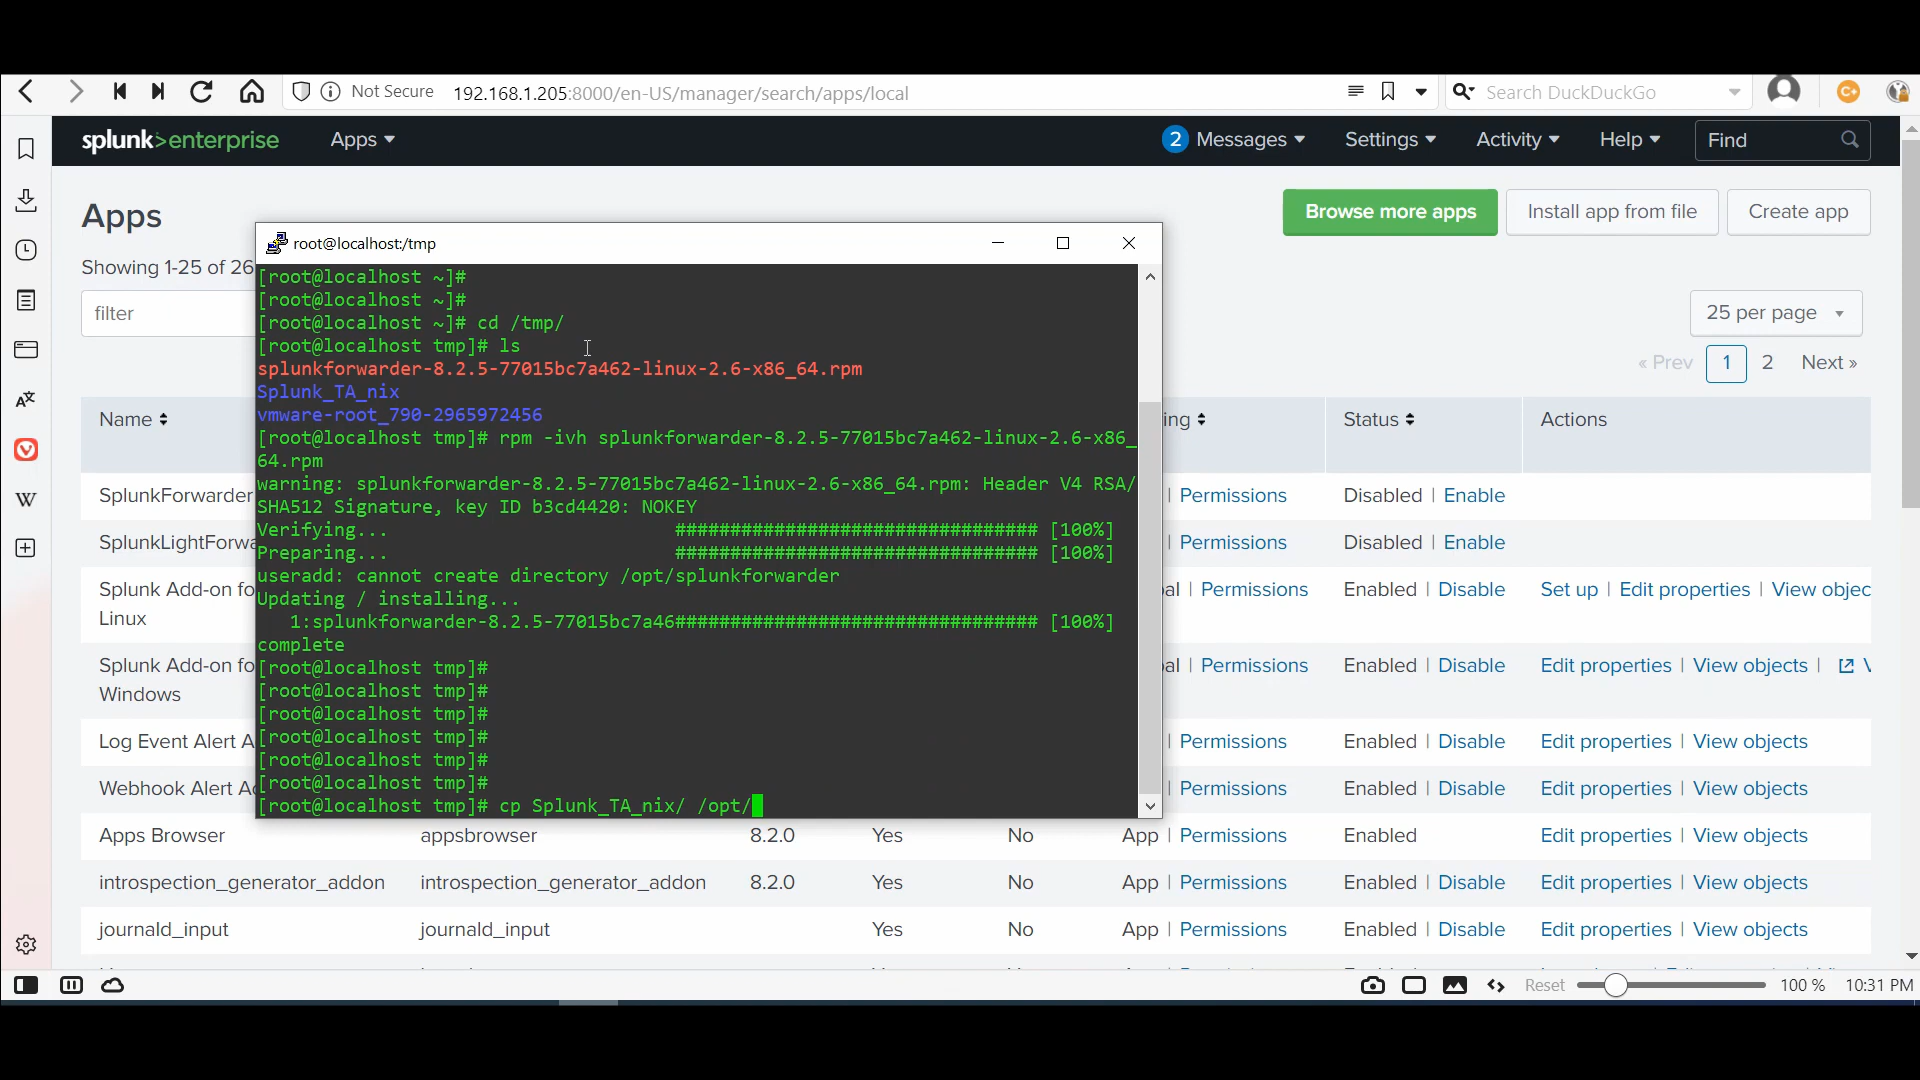 Not Secure 192.168.1.205:8000/en-US/manager/search/apps/local Search DuckDuckGo
splunk>enterprise Apps 2 Messages Settings Activity Help Find
Apps Browse more apps Install app from file Create app
Showing 1-25 of 26
filter 25 per page
« Prev 1 2 Next »
Name ing Status Actions
root@localhost:/tmp
[root@localhost ~]#
[root@localhost ~]#
[root@localhost ~]# cd /tmp/
[root@localhost tmp]# ls
splunkforwarder-8.2.5-77015bc7a462-linux-2.6-x86_64.rpm
Splunk_TA_nix
vmware-root_790-2965972456
[root@localhost tmp]# rpm -ivh splunkforwarder-8.2.5-77015bc7a462-linux-2.6-x86_
64.rpm
warning: splunkforwarder-8.2.5-77015bc7a462-linux-2.6-x86_64.rpm: Header V4 RSA/
SHA512 Signature, key ID b3cd4420: NOKEY
Verifying... ################################# [100%]
Preparing... ################################# [100%]
useradd: cannot create directory /opt/splunkforwarder
Updating / installing...
1:splunkforwarder-8.2.5-77015bc7a46################################# [100%]
complete
[root@localhost tmp]#
[root@localhost tmp]#
[root@localhost tmp]#
[root@localhost tmp]#
[root@localhost tmp]#
[root@localhost tmp]#
[root@localhost tmp]# cp Splunk_TA_nix/ /opt/
SplunkForwarder | Permissions Disabled | Enable
SplunkLightForwa | Permissions Disabled | Enable
Splunk Add-on fo al | Permissions Enabled | Disable Set up | Edit properties | View objec
Linux
Splunk Add-on fo al | Permissions Enabled | Disable Edit properties | View objects |
Windows
Log Event Alert A | Permissions Enabled | Disable Edit properties | View objects
Webhook Alert Ac | Permissions Enabled | Disable Edit properties | View objects
Apps Browser appsbrowser 8.2.0 Yes No App | Permissions Enabled Edit properties | View objects
introspection_generator_addon introspection_generator_addon 8.2.0 Yes No App | Permissions Enabled | Disable Edit properties | View objects
journald_input journald_input Yes No App | Permissions Enabled | Disable Edit properties | View objects
Reset 100 % 10:31 PM